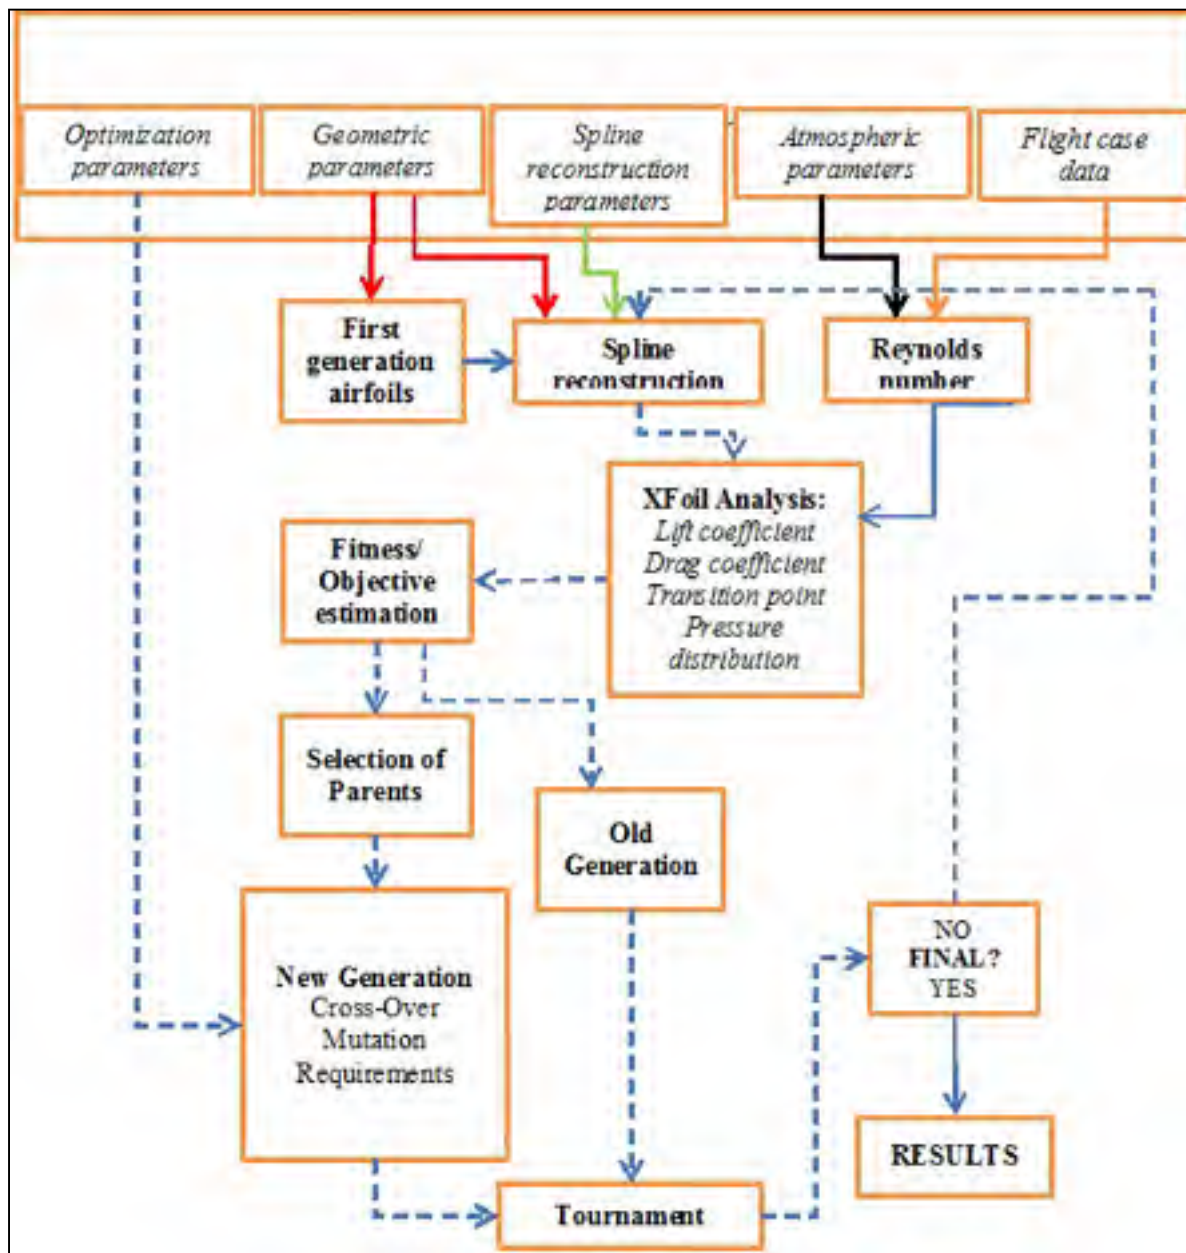 Optimization
parameters
Geometric
parameters
Spline
reconstruction
parameters
Atmospheric
parameters
Flight case
data
First
generation
airfoils
Spline
reconstruction
Reynolds
number
XFoil Analysis:
Lift coefficient
Drag coefficient
Transition point
Pressure
distribution
Fitness/
Objective
estimation
Selection of
Parents
Old
Generation
New Generation
Cross-Over
Mutation
Requirements
NO
FINAL?
YES
RESULTS
Tournament